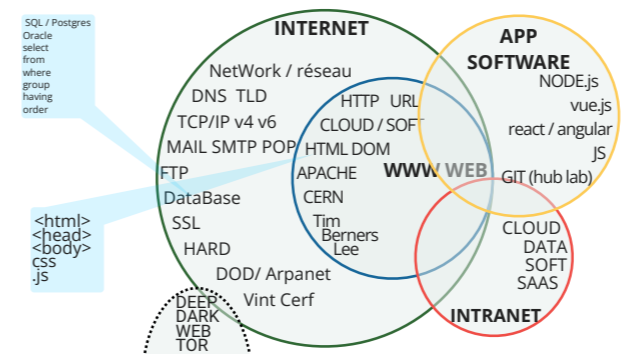 SQL / Postgres
Oracle
select
from
where
group
having
order
<html>
<head>
<body>
css
.js
INTERNET
NetWork / réseau
DNS TLD
TCP/IP v4 v6
MAIL SMTP POP
FTP
DataBase
SSL
HARD
DOD/ Arpanet
Vint Cerf
DEEP
DARK
WEB
TOR
HTTP URL
CLOUD / SOFT
HTML DOM
APACHE
WWW WEB
CERN
Tim
Berners
Lee
APP
SOFTWARE
NODE.js
vue.js
react / angular
JS
GIT (hub lab)
CLOUD
DATA
SOFT
SAAS
INTRANET